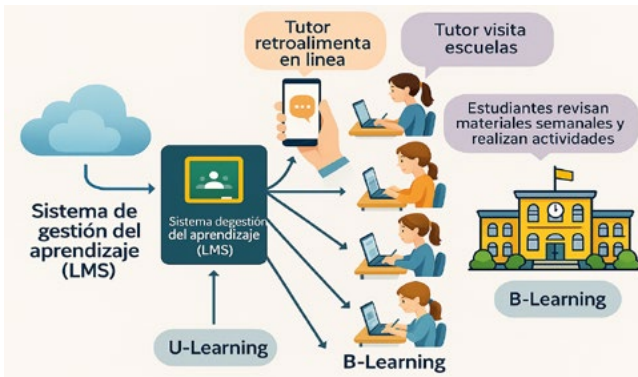 Tutor
retroalimenta
en linea
Tutor visita
escuelas
Estudiantes revisan
materiales semanales y
realizan actividades
Sistema de
gestión del
aprendizaje
(LMS)
Sistema degestión
del aprendizaje
(LMS)
U-Learning
B-Learning
B-Learning